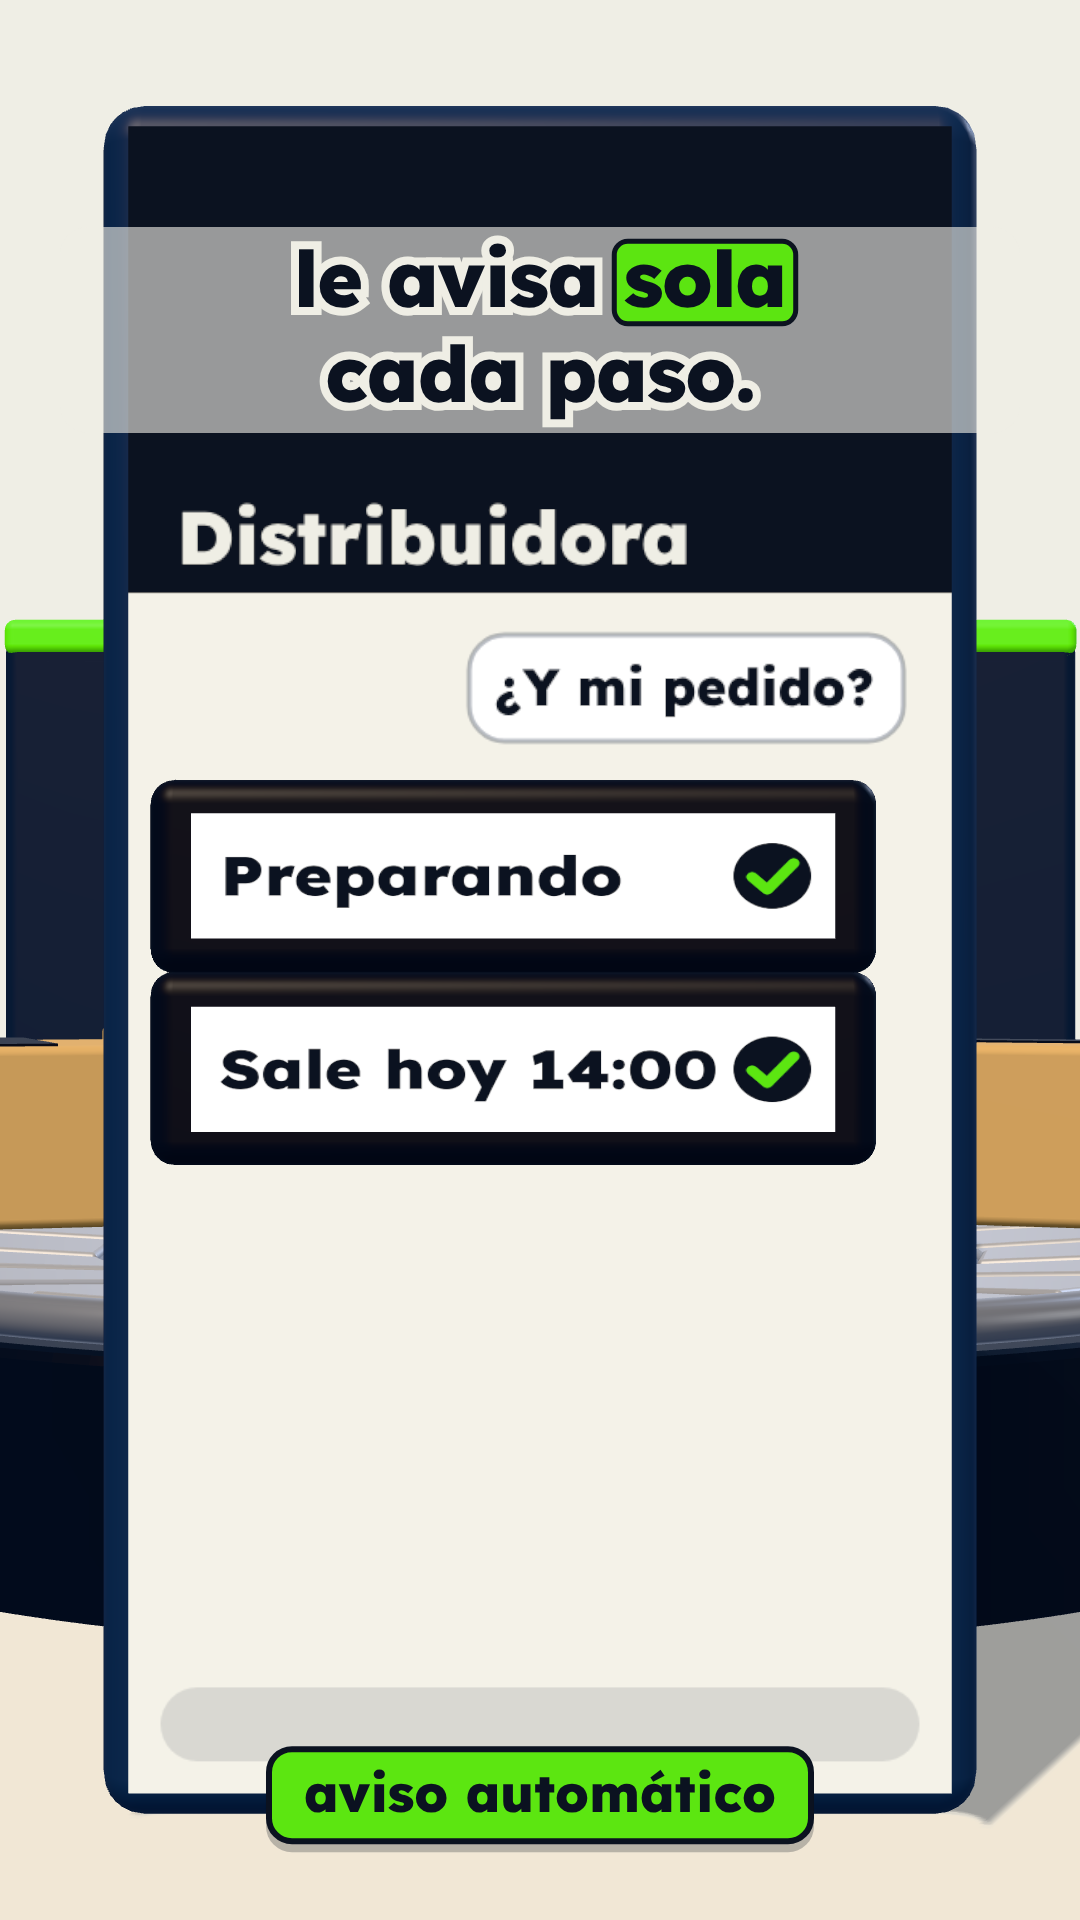 le avisa sola
cada paso.
Distribuidora
¿Y mi pedido?
Preparando
Sale hoy 14:00
aviso automático